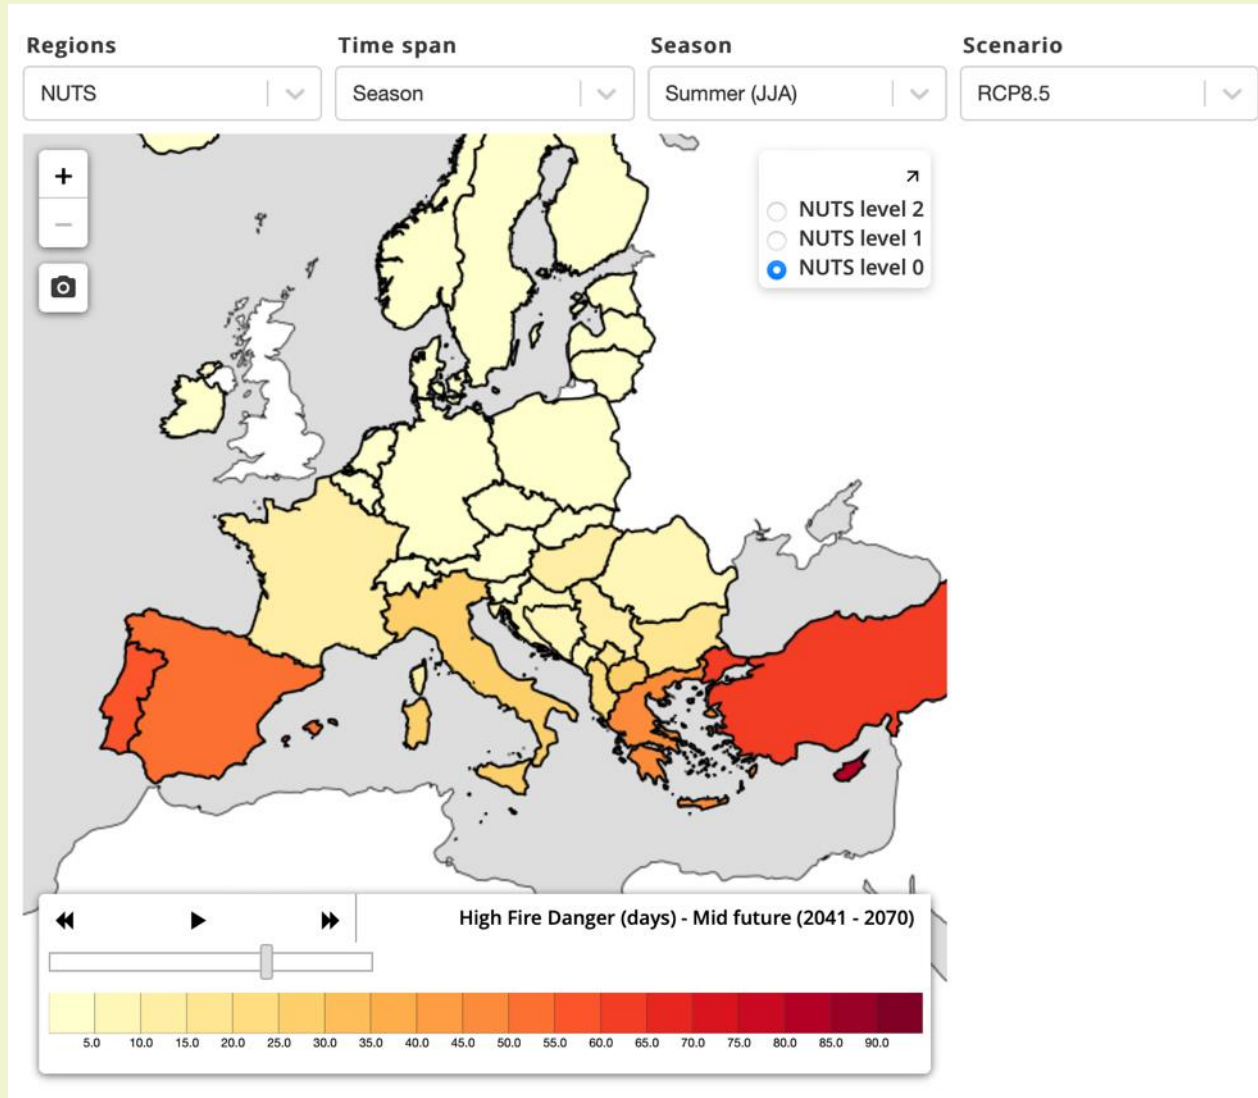 Regions Time span Season Scenario
NUTS Season Summer (JJA) RCP8.5
+
−
NUTS level 2
NUTS level 1
NUTS level 0
High Fire Danger (days) - Mid future (2041 - 2070)
5.0 10.0 15.0 20.0 25.0 30.0 35.0 40.0 45.0 50.0 55.0 60.0 65.0 70.0 75.0 80.0 85.0 90.0